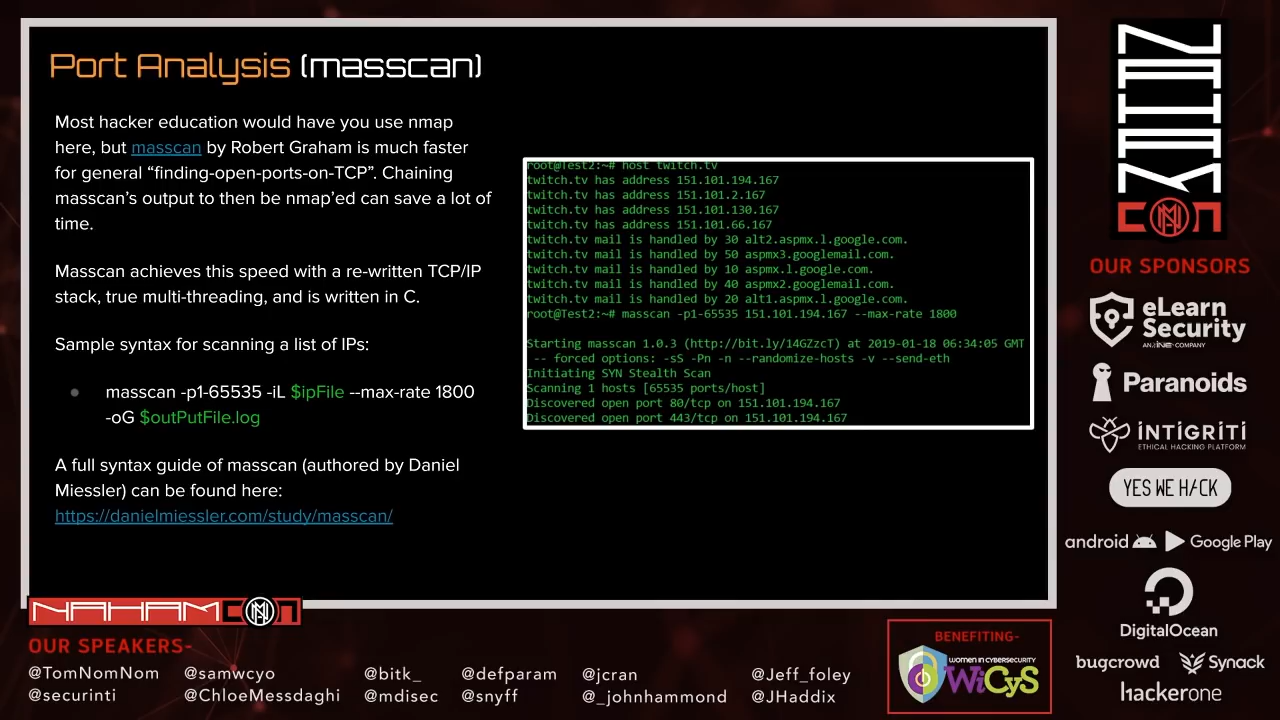 Port Analysis (masscan)
Most hacker education would have you use nmap
here, but masscan by Robert Graham is much faster
for general “finding-open-ports-on-TCP”. Chaining
masscan’s output to then be nmap’ed can save a lot of
time.
Masscan achieves this speed with a re-written TCP/IP
stack, true multi-threading, and is written in C.
Sample syntax for scanning a list of IPs:
● masscan -p1-65535 -iL $ipFile --max-rate 1800
-oG $outPutFile.log
A full syntax guide of masscan (authored by Daniel
Miessler) can be found here:
https://danielmiessler.com/study/masscan/
root@Test2:~# host twitch.tv
twitch.tv has address 151.101.194.167
twitch.tv has address 151.101.2.167
twitch.tv has address 151.101.130.167
twitch.tv has address 151.101.66.167
twitch.tv mail is handled by 30 alt2.aspmx.l.google.com.
twitch.tv mail is handled by 50 aspmx3.googlemail.com.
twitch.tv mail is handled by 10 aspmx.l.google.com.
twitch.tv mail is handled by 40 aspmx2.googlemail.com.
twitch.tv mail is handled by 20 alt1.aspmx.l.google.com.
root@Test2:~# masscan -p1-65535 151.101.194.167 --max-rate 1800
Starting masscan 1.0.3 (http://bit.ly/14GZzcT) at 2019-01-18 06:34:05 GMT
-- forced options: -sS -Pn -n --randomize-hosts -v --send-eth
Initiating SYN Stealth Scan
Scanning 1 hosts [65535 ports/host]
Discovered open port 80/tcp on 151.101.194.167
Discovered open port 443/tcp on 151.101.194.167
NAHAM
CON
OUR SPONSORS
eLearn
Security
AN INE COMPANY
Paranoids
INTIGRITI
ETHICAL HACKING PLATFORM
YES WE H/CK
android Google Play
DigitalOcean
bugcrowd Synack
hackerone
NAHAMCON
OUR SPEAKERS-
@TomNomNom @samwcyo @bitk_ @defparam @jcran @Jeff_foley
@securinti @ChloeMessdaghi @mdisec @snyff @_johnhammond @JHaddix
BENEFITING-
WOMEN IN CYBERSECURITY
WiCyS